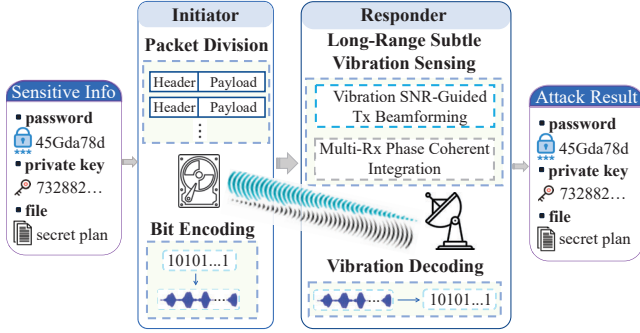 Sensitive Info
password
45Gda78d
***
private key
732882...
file
secret plan
Initiator
Packet Division
Header Payload
Header Payload
⋮
Bit Encoding
10101...1
Responder
Long-Range Subtle
Vibration Sensing
Vibration SNR-Guided
Tx Beamforming
Multi-Rx Phase Coherent
Integration
Vibration Decoding
10101...1
Attack Result
password
45Gda78d
***
private key
732882...
file
secret plan